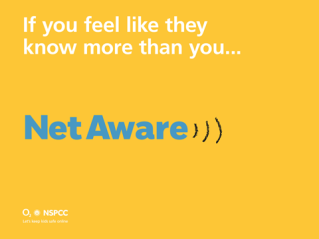 If you feel like they
know more than you...
Net Aware
O₂ NSPCC
Let's keep kids safe online